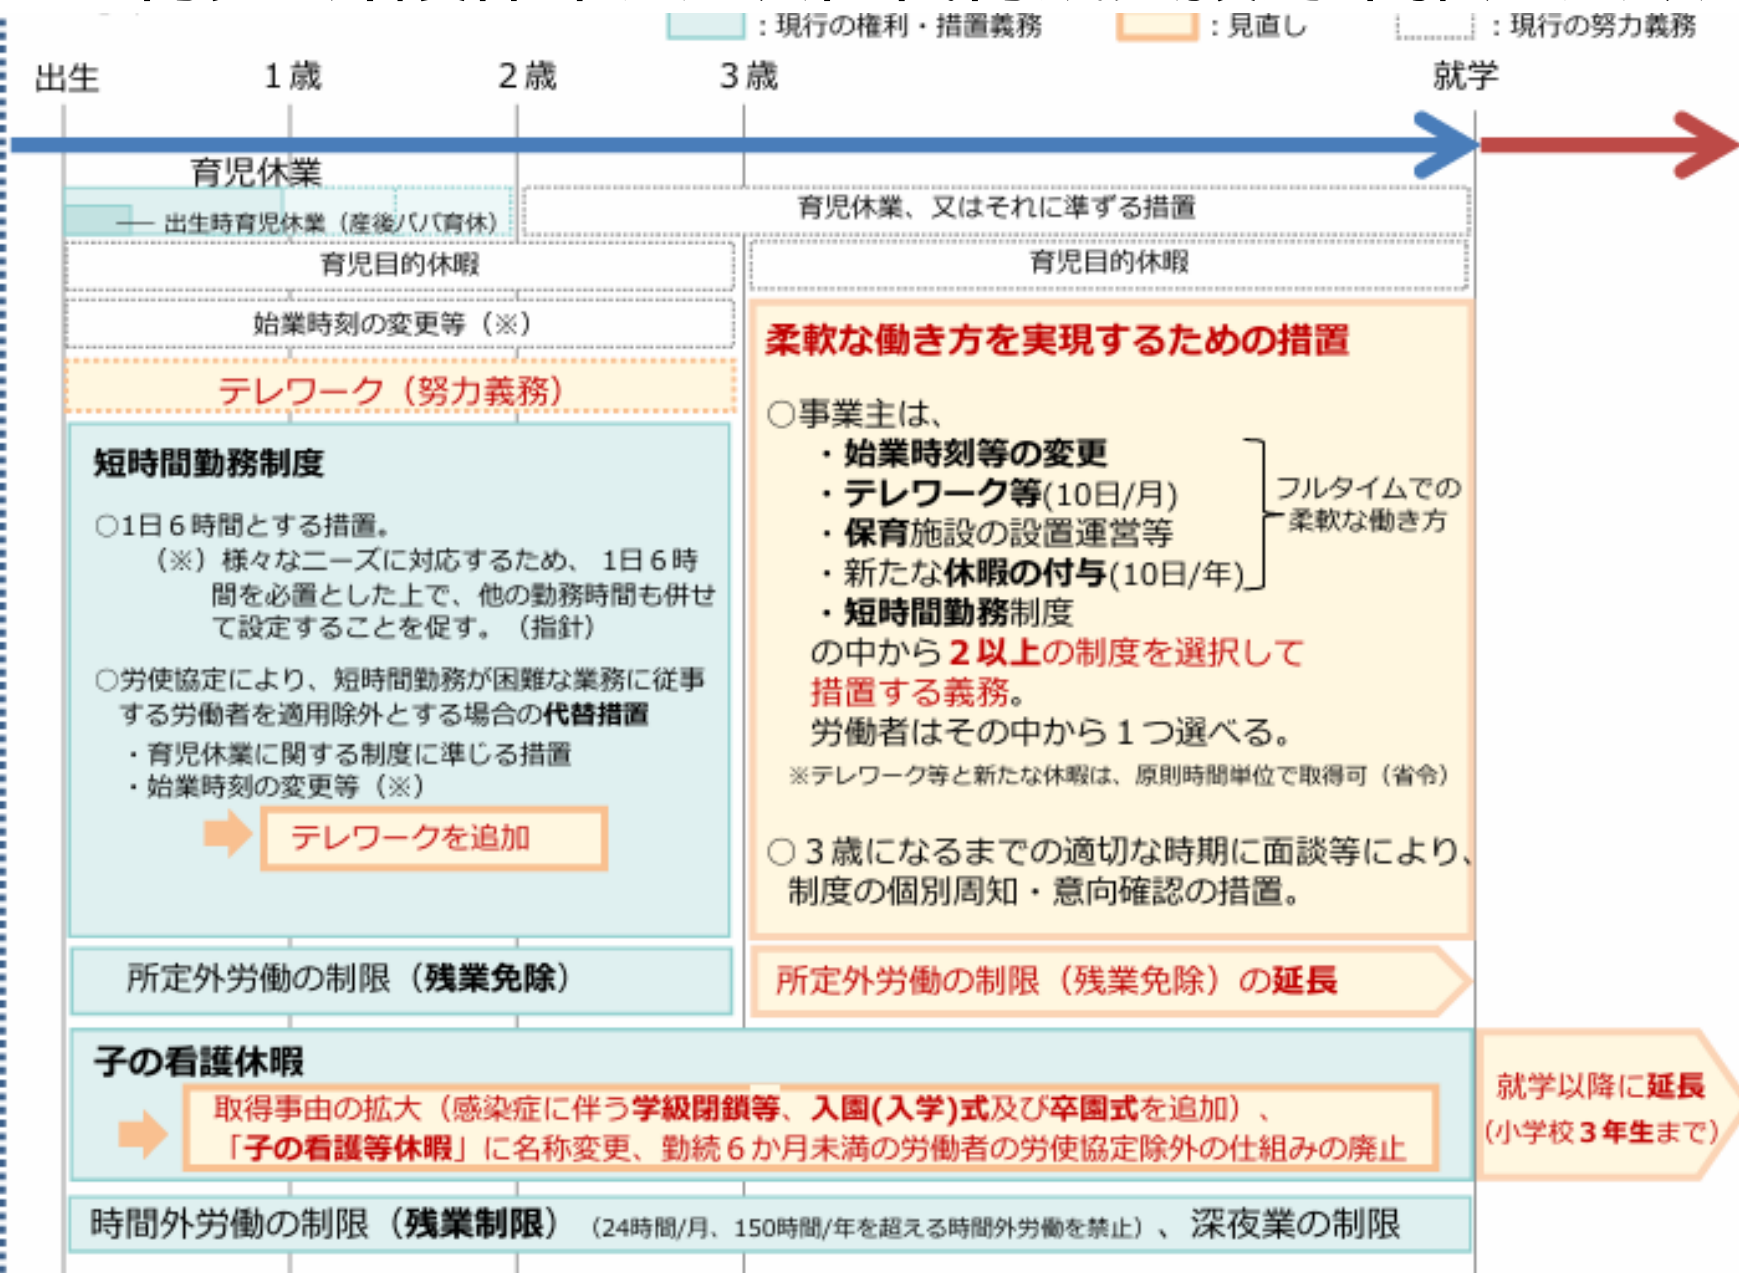 ：現行の権利・措置義務
：見直し
：現行の努力義務
出生
1歳
2歳
3歳
就学
育児休業
出生時育児休業（産後パパ育休）
育児休業、又はそれに準ずる措置
育児目的休暇
育児目的休暇
始業時刻の変更等（※）
テレワーク（努力義務）
短時間勤務制度
○1日６時間とする措置。
（※）様々なニーズに対応するため、 1日６時
間を必置とした上で、他の勤務時間も併せ
て設定することを促す。（指針）
○労使協定により、短時間勤務が困難な業務に従事
する労働者を適用除外とする場合の代替措置
・育児休業に関する制度に準じる措置
・始業時刻の変更等（※）
テレワークを追加
柔軟な働き方を実現するための措置
○事業主は、
・始業時刻等の変更
・テレワーク等(10日/月)
・保育施設の設置運営等
・新たな休暇の付与(10日/年)
・短時間勤務制度
フルタイムでの
柔軟な働き方
の中から２以上の制度を選択して
措置する義務。
労働者はその中から１つ選べる。
※テレワーク等と新たな休暇は、原則時間単位で取得可（省令）
○３歳になるまでの適切な時期に面談等により、
制度の個別周知・意向確認の措置。
所定外労働の制限（残業免除）
所定外労働の制限（残業免除）の延長
子の看護休暇
取得事由の拡大（感染症に伴う学級閉鎖等、入園(入学)式及び卒園式を追加）、
「子の看護等休暇」に名称変更、勤続６か月未満の労働者の労使協定除外の仕組みの廃止
就学以降に延長
（小学校３年生まで）
時間外労働の制限（残業制限）（24時間/月、150時間/年を超える時間外労働を禁止）、深夜業の制限